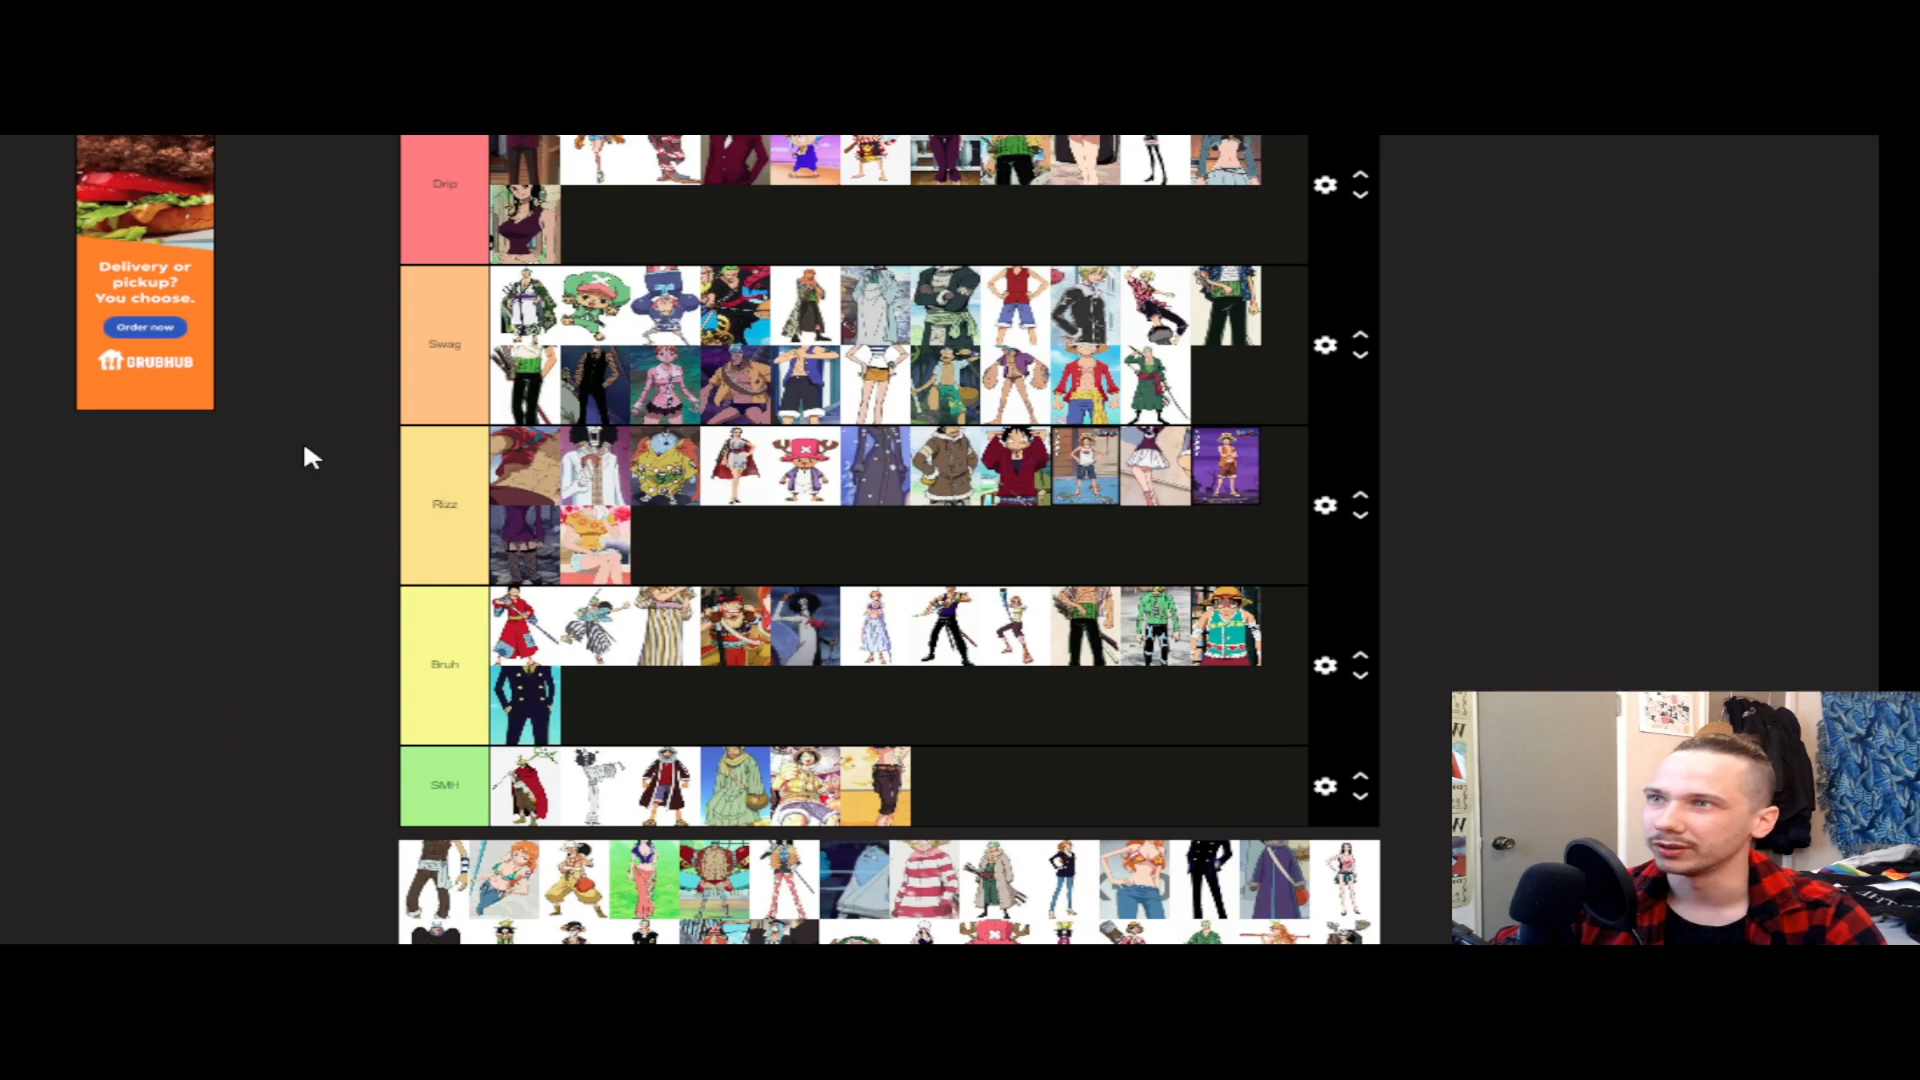 Drip
Delivery or
pickup?
You choose.
Order now
GRUBHUB
Swag
Rizz
Bruh
SMH